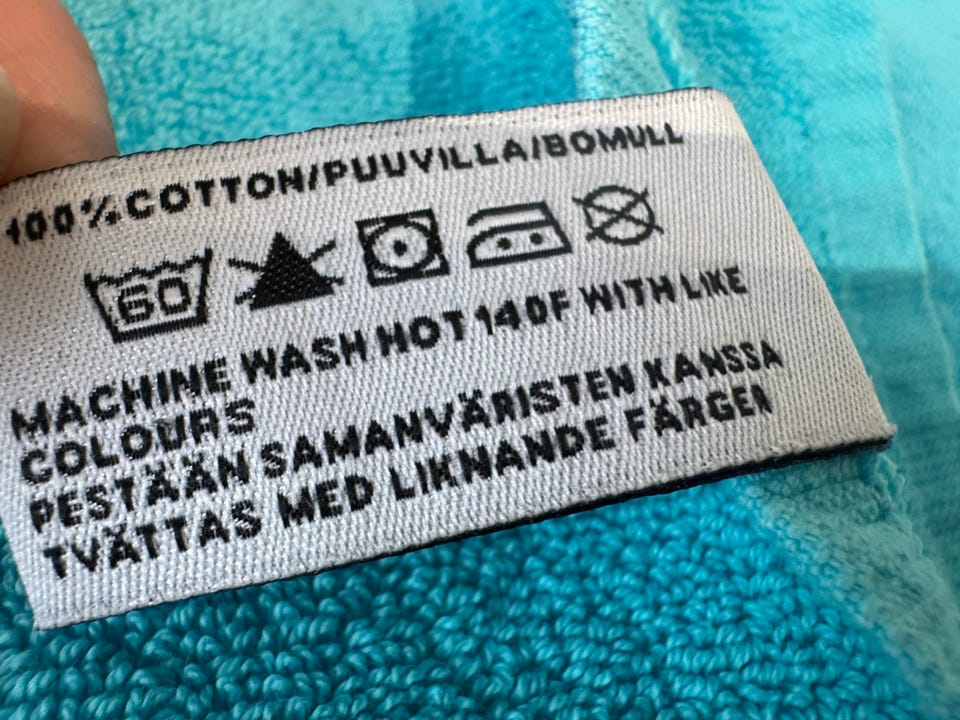 100% COTTON/PUUVILLA/BOMULL
60
MACHINE WASH HOT 140F WITH LIKE
COLOURS
PESTÄÄN SAMANVÄRISTEN KANSSA
TVÄTTAS MED LIKNANDE FÄRGER